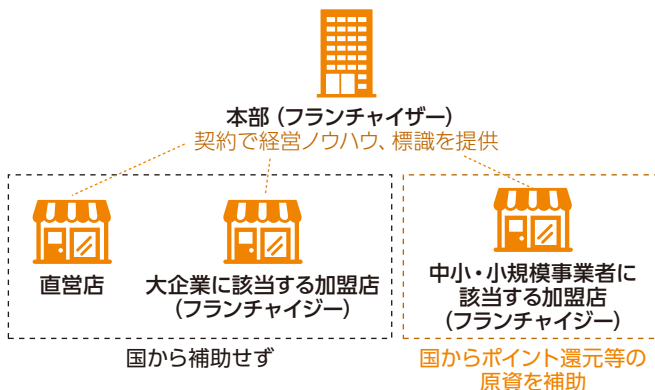 本部（フランチャイザー）
契約で経営ノウハウ、標識を提供
直営店
大企業に該当する加盟店
（フランチャイジー）
中小・小規模事業者に
該当する加盟店
（フランチャイジー）
国から補助せず
国からポイント還元等の
原資を補助